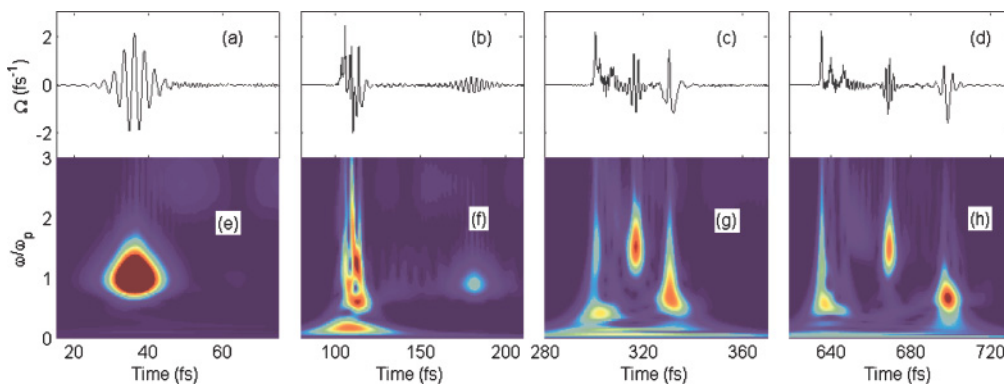 (a) (b) (c) (d)
Ω (fs⁻¹)
2
0
-2
(e) (f) (g) (h)
ω/ωₚ
3
2
1
0
20 40 60 100 150 200 280 320 360 640 680 720
Time (fs) Time (fs) Time (fs) Time (fs)